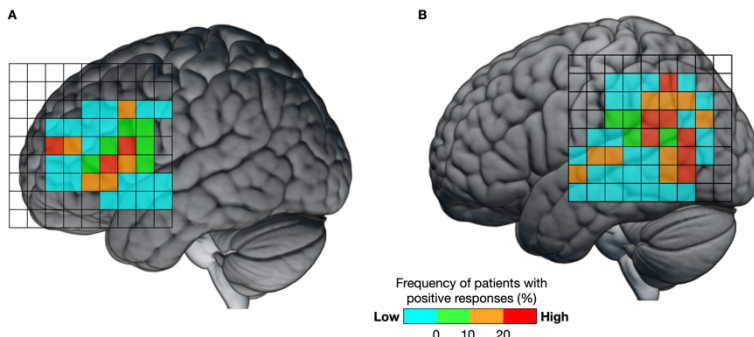 A
B
Frequency of patients with
positive responses (%)
Low High
0 10 20